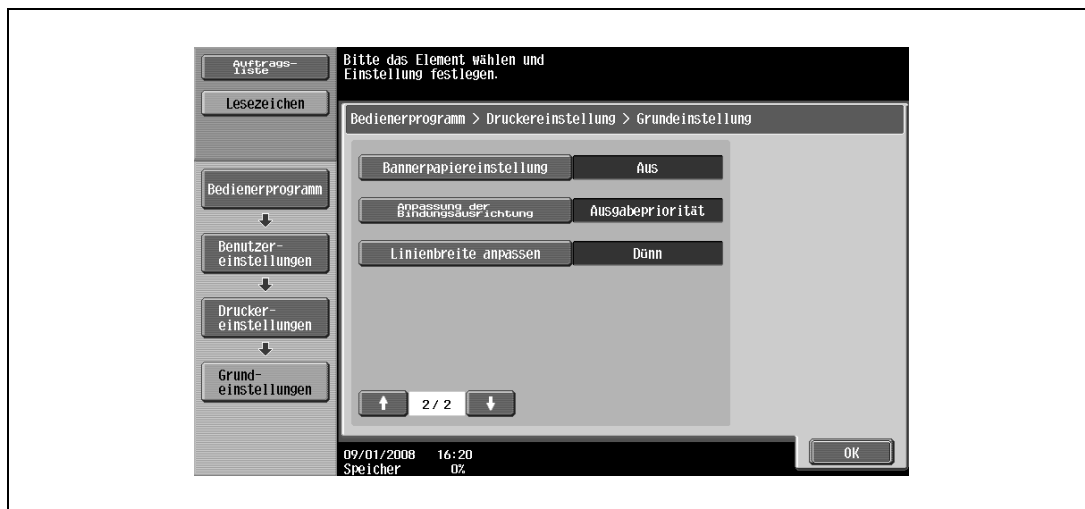 Auftrags-
liste
Lesezeichen
Bitte das Element wählen und
Einstellung festlegen.
Bedienerprogramm > Druckereinstellung > Grundeinstellung
Bedienerprogramm
Benutzer-
einstellungen
Drucker-
einstellungen
Grund-
einstellungen
Bannerpapiereinstellung
Aus
Anpassung der
Bindungsausrichtung
Ausgabepriorität
Linienbreite anpassen
Dünn
2/2
09/01/2008 16:20
Speicher 0%
OK